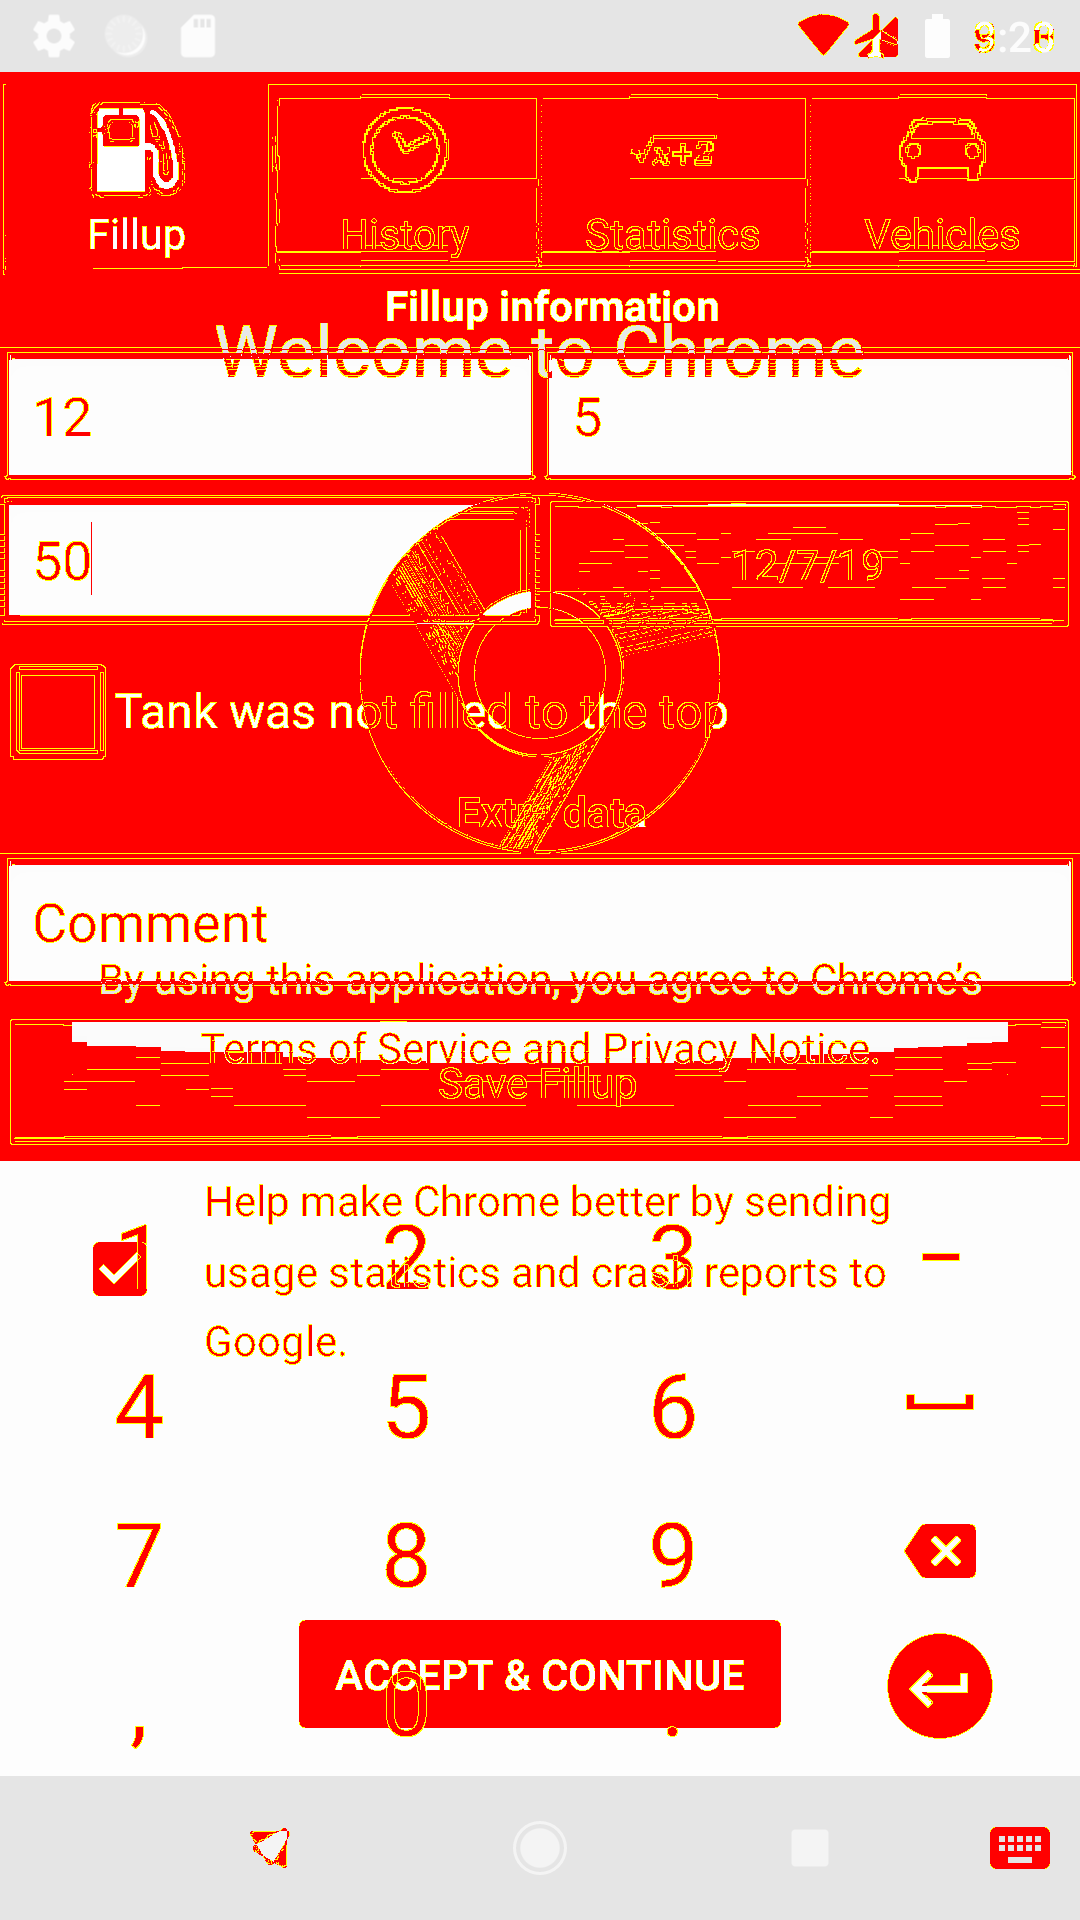 Fillup History Statistics Vehicles
√x+2
Fillup information
Welcome to Chrome
12 5
50 12/7/19
Tank was not filled to the top
Extra data
Comment
By using this application, you agree to Chrome’s
Terms of Service and Privacy Notice.
Save Fillup
Help make Chrome better by sending
usage statistics and crash reports to
Google.
1 2 3 –
4 5 6
7 8 9
ACCEPT & CONTINUE
, 0 .